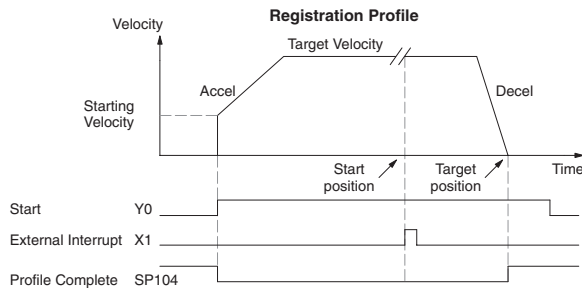 Registration Profile
Velocity
Target Velocity
Accel
Decel
Starting
Velocity
Start
position
Target
position
Time
Start Y0
External Interrupt X1
Profile Complete SP104